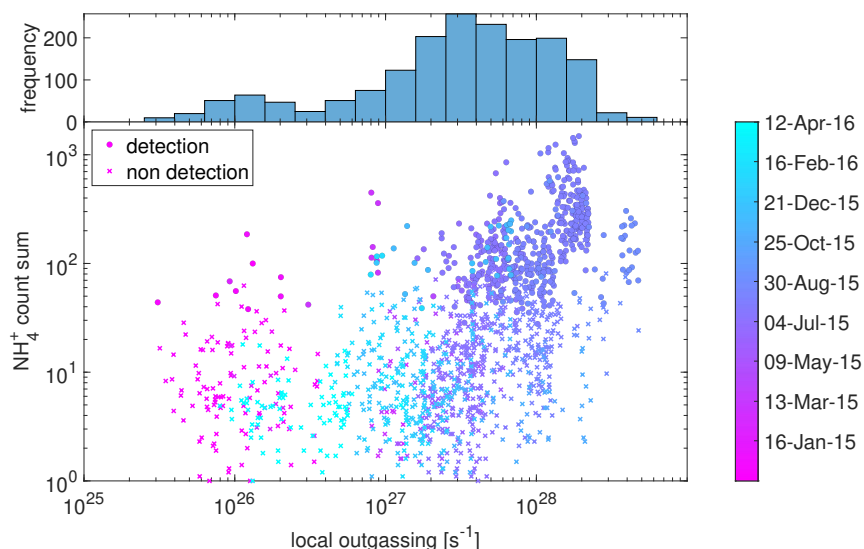 frequency
200
100
0
detection
non detection
NH₄⁺ count sum
10³
10²
10¹
10⁰
10²⁵
10²⁶
10²⁷
10²⁸
local outgassing [s⁻¹]
12-Apr-16
16-Feb-16
21-Dec-15
25-Oct-15
30-Aug-15
04-Jul-15
09-May-15
13-Mar-15
16-Jan-15